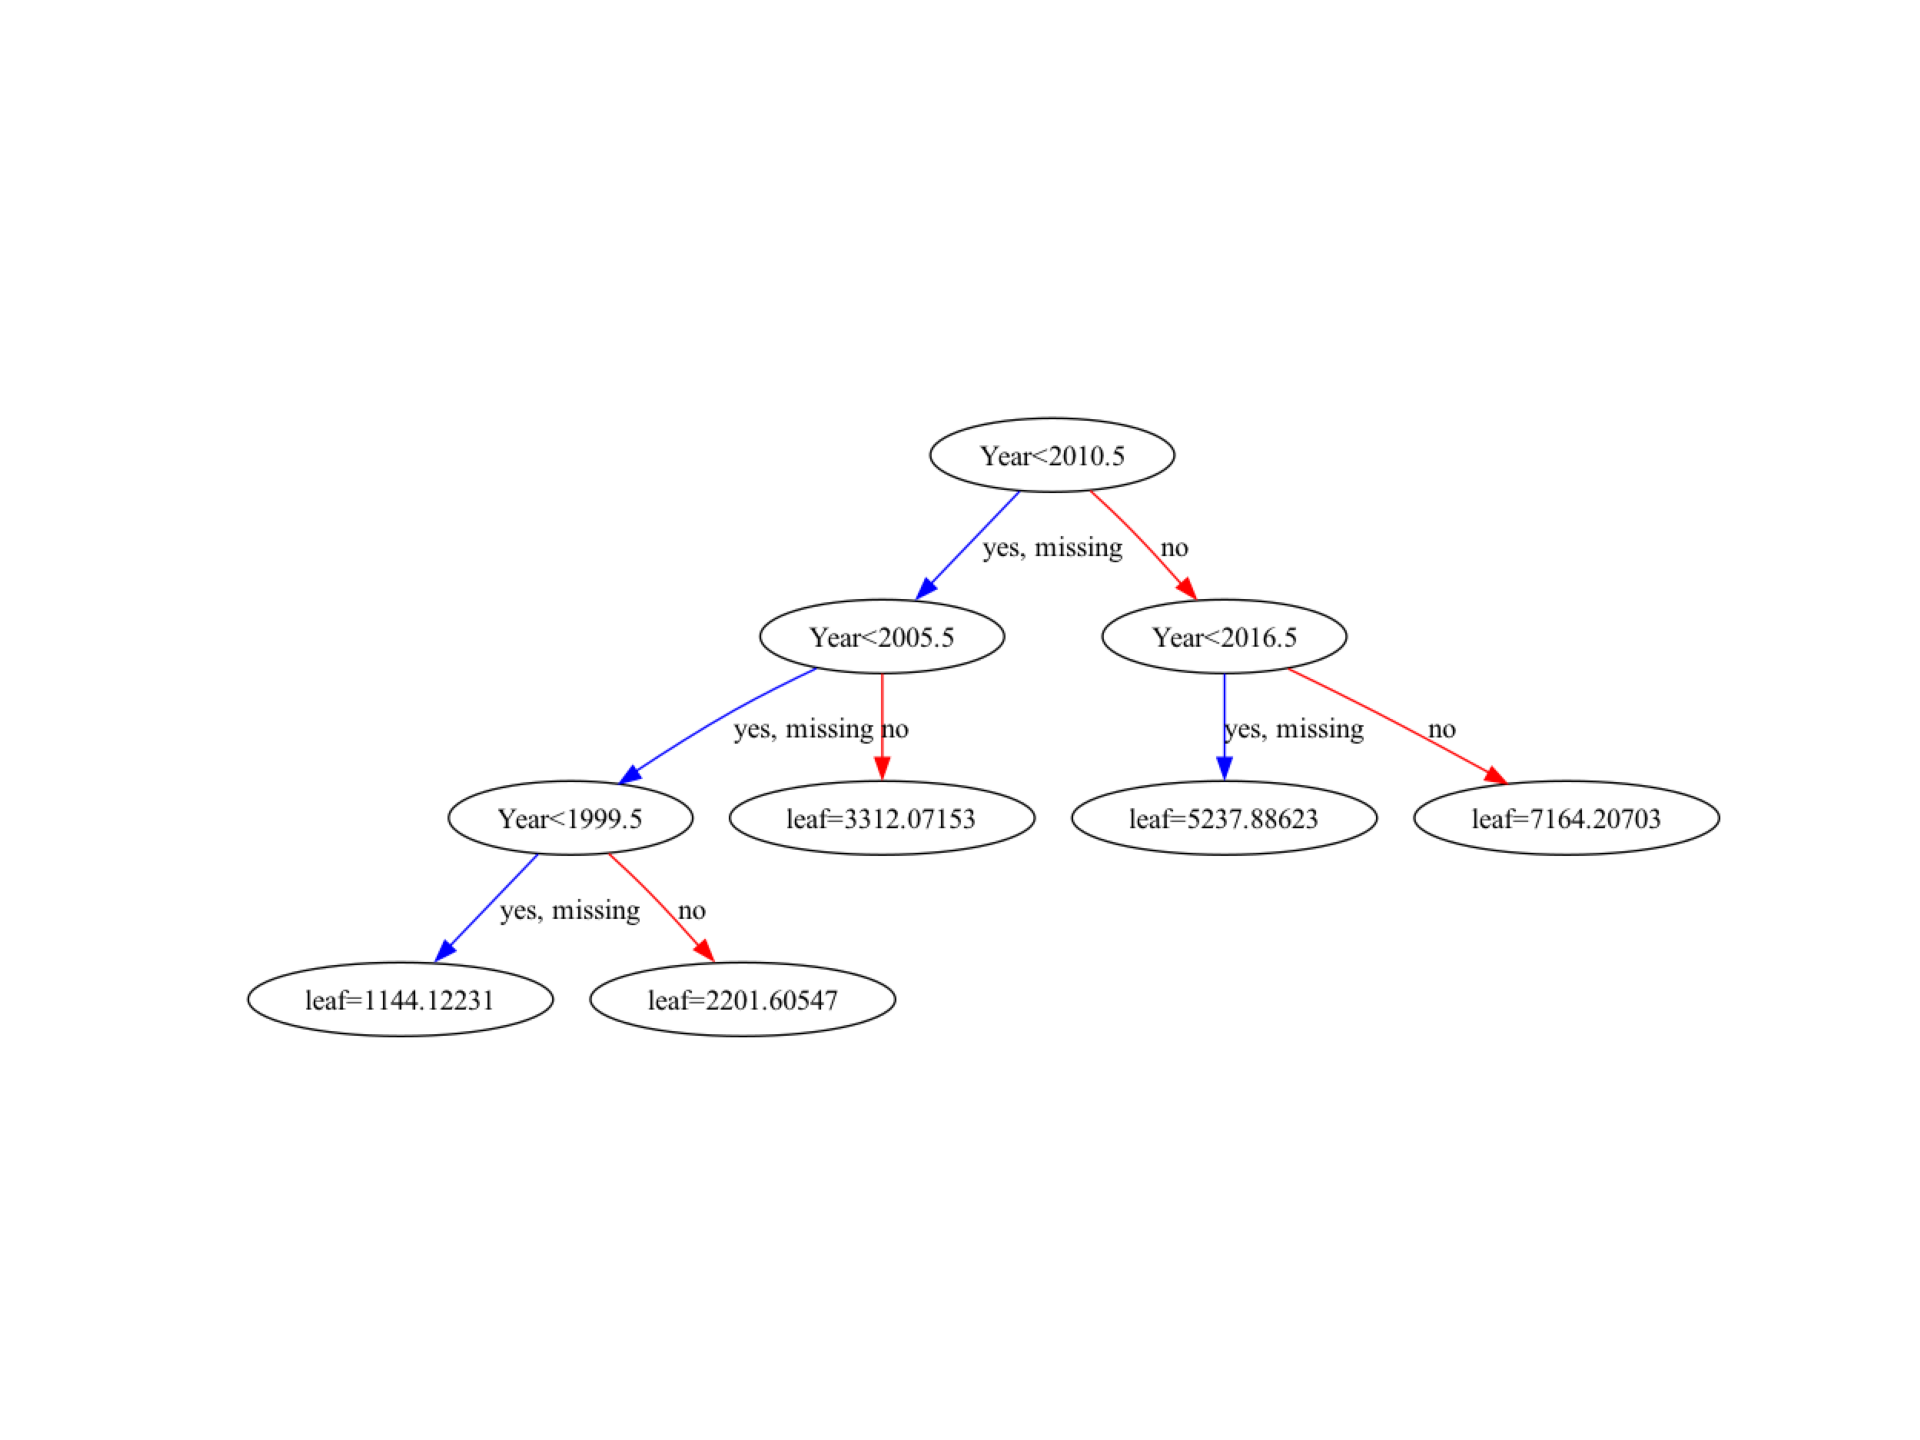 Year<2010.5
yes, missing
no
Year<2005.5
Year<2016.5
yes, missing
no
yes, missing
no
Year<1999.5
leaf=3312.07153
leaf=5237.88623
leaf=7164.20703
yes, missing
no
leaf=1144.12231
leaf=2201.60547